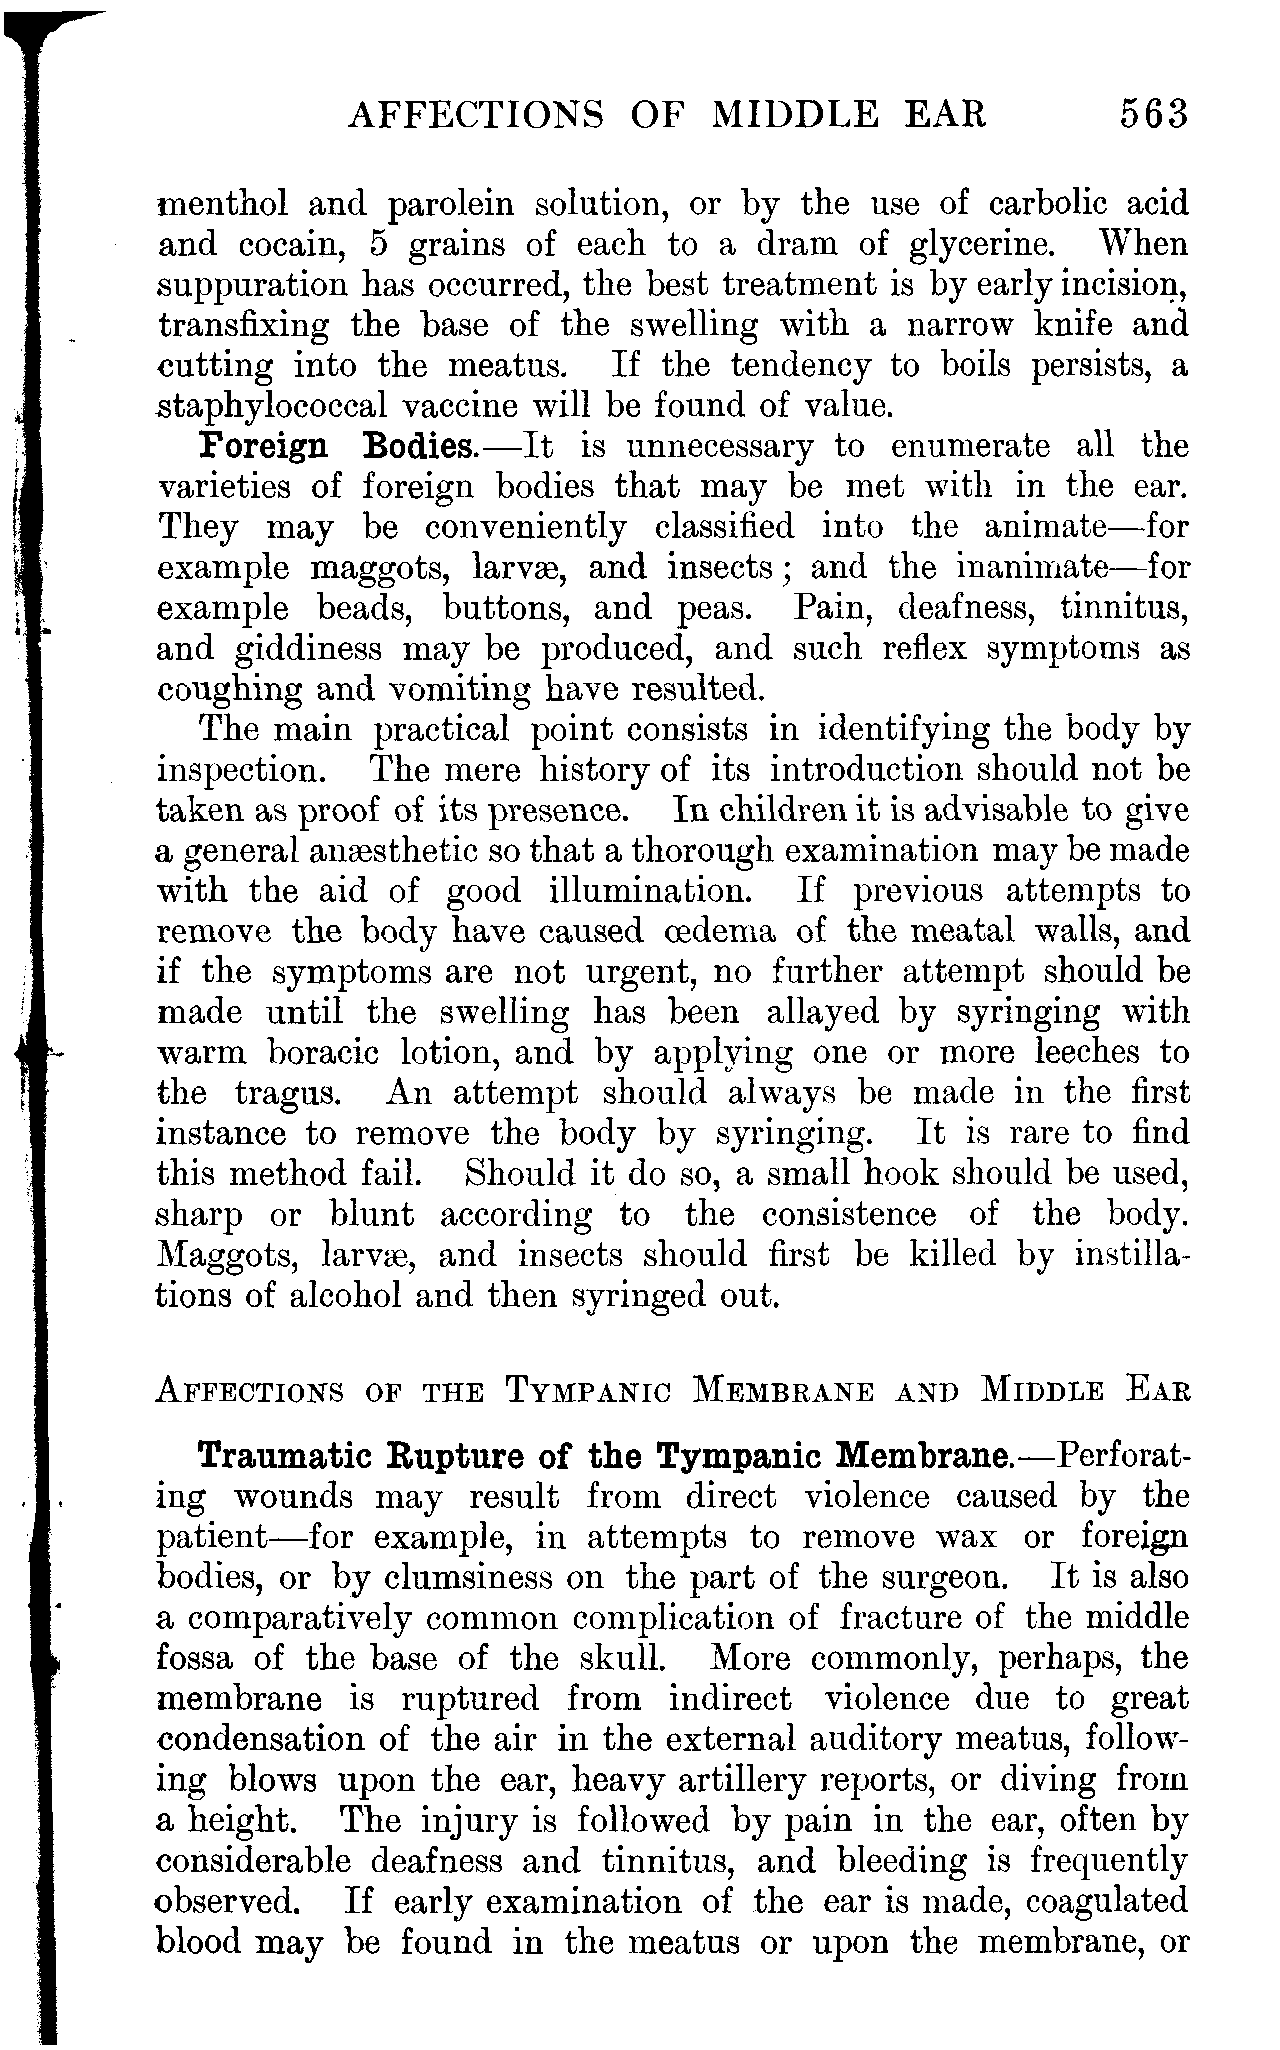 AFFECTIONS OF MIDDLE EAR 563
menthol and parolein solution, or by the use of carbolic acid
and cocain, 5 grains of each to a dram of glycerine. When
suppuration has occurred, the best treatment is by early incision,
transfixing the base of the swelling with a narrow knife and
cutting into the meatus. If the tendency to boils persists, a
staphylococcal vaccine will be found of value.
Foreign Bodies.—It is unnecessary to enumerate all the
varieties of foreign bodies that may be met with in the ear.
They may be conveniently classified into the animate—for
example maggots, larvæ, and insects; and the inanimate—for
example beads, buttons, and peas. Pain, deafness, tinnitus,
and giddiness may be produced, and such reflex symptoms as
coughing and vomiting have resulted.
The main practical point consists in identifying the body by
inspection. The mere history of its introduction should not be
taken as proof of its presence. In children it is advisable to give
a general anæsthetic so that a thorough examination may be made
with the aid of good illumination. If previous attempts to
remove the body have caused œdema of the meatal walls, and
if the symptoms are not urgent, no further attempt should be
made until the swelling has been allayed by syringing with
warm boracic lotion, and by applying one or more leeches to
the tragus. An attempt should always be made in the first
instance to remove the body by syringing. It is rare to find
this method fail. Should it do so, a small hook should be used,
sharp or blunt according to the consistence of the body.
Maggots, larvæ, and insects should first be killed by instilla-
tions of alcohol and then syringed out.
AFFECTIONS OF THE TYMPANIC MEMBRANE AND MIDDLE EAR
Traumatic Rupture of the Tympanic Membrane.—Perforat-
ing wounds may result from direct violence caused by the
patient—for example, in attempts to remove wax or foreign
bodies, or by clumsiness on the part of the surgeon. It is also
a comparatively common complication of fracture of the middle
fossa of the base of the skull. More commonly, perhaps, the
membrane is ruptured from indirect violence due to great
condensation of the air in the external auditory meatus, follow-
ing blows upon the ear, heavy artillery reports, or diving from
a height. The injury is followed by pain in the ear, often by
considerable deafness and tinnitus, and bleeding is frequently
observed. If early examination of the ear is made, coagulated
blood may be found in the meatus or upon the membrane, or